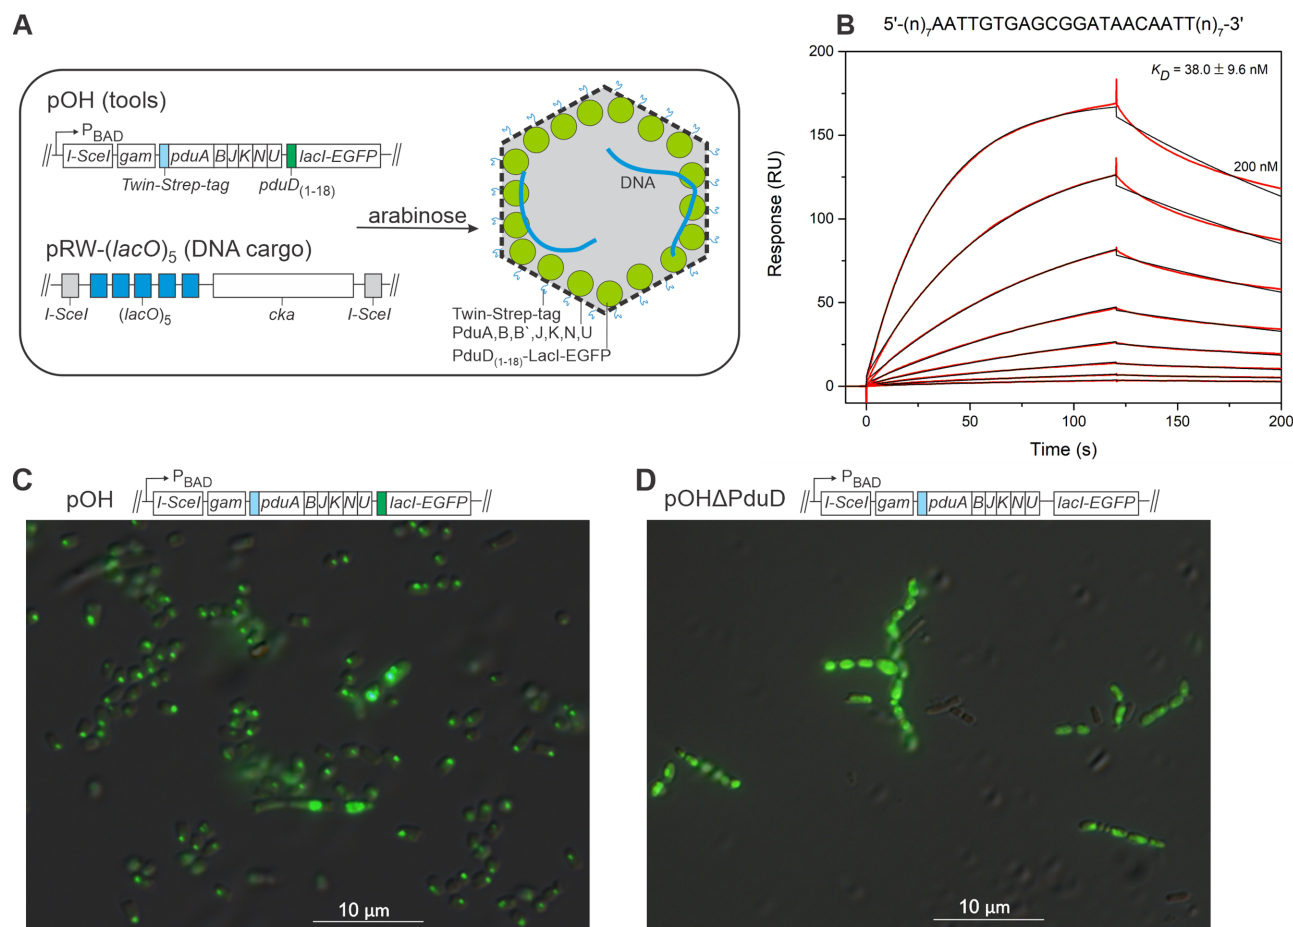 A
pOH (tools)
PBAD
I-SceI gam pduA B J K N U lacI-EGFP
Twin-Strep-tag pduD(1-18)
arabinose
pRW-(lacO)5 (DNA cargo)
I-SceI (lacO)5 cka I-SceI
DNA
Twin-Strep-tag
PduA,B,B`,J,K,N,U
PduD(1-18)-LacI-EGFP
B
5'-(n)7AATTGTGAGCGGATAACAATT(n)7-3'
KD = 38.0 ± 9.6 nM
200 nM
Response (RU)
200
150
100
50
0
0 50 100 150 200
Time (s)
C
pOH
PBAD
I-SceI gam pduA B J K N U lacI-EGFP
10 µm
D
pOHΔPduD
PBAD
I-SceI gam pduA B J K N U lacI-EGFP
10 µm